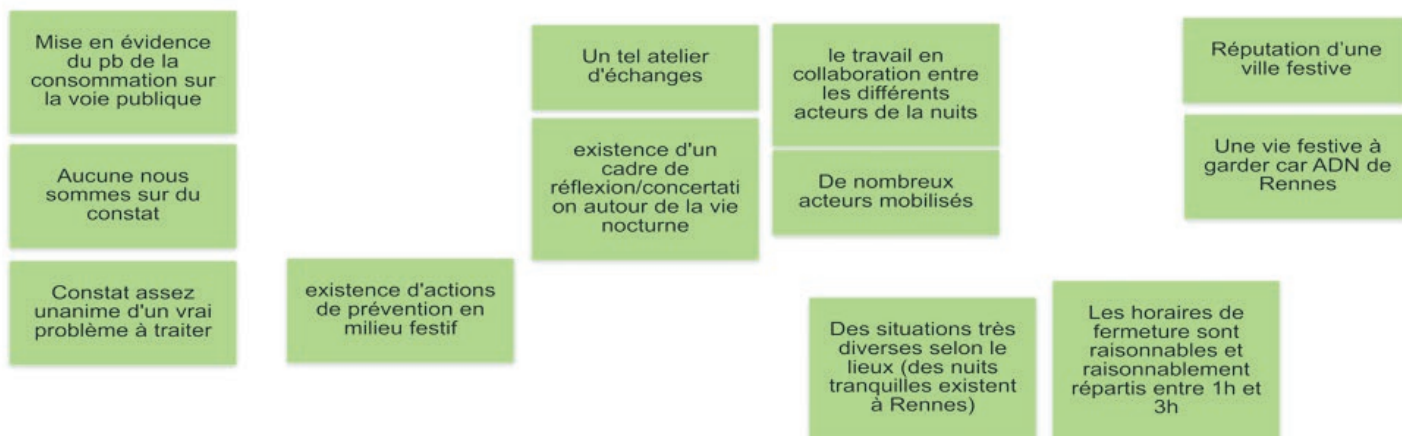 Mise en évidence
du pb de la
consommation sur
la voie publique
Aucune nous
sommes sur du
constat
Constat assez
unanime d'un vrai
problème à traiter
existence d'actions
de prévention en
milieu festif
Un tel atelier
d'échanges
existence d'un
cadre de
réflexion/concertati
on autour de la vie
nocturne
le travail en
collaboration entre
les différents
acteurs de la nuits
De nombreux
acteurs mobilisés
Des situations très
diverses selon le
lieux (des nuits
tranquilles existent
à Rennes)
Les horaires de
fermeture sont
raisonnables et
raisonnablement
répartis entre 1h et
3h
Réputation d'une
ville festive
Une vie festive à
garder car ADN de
Rennes